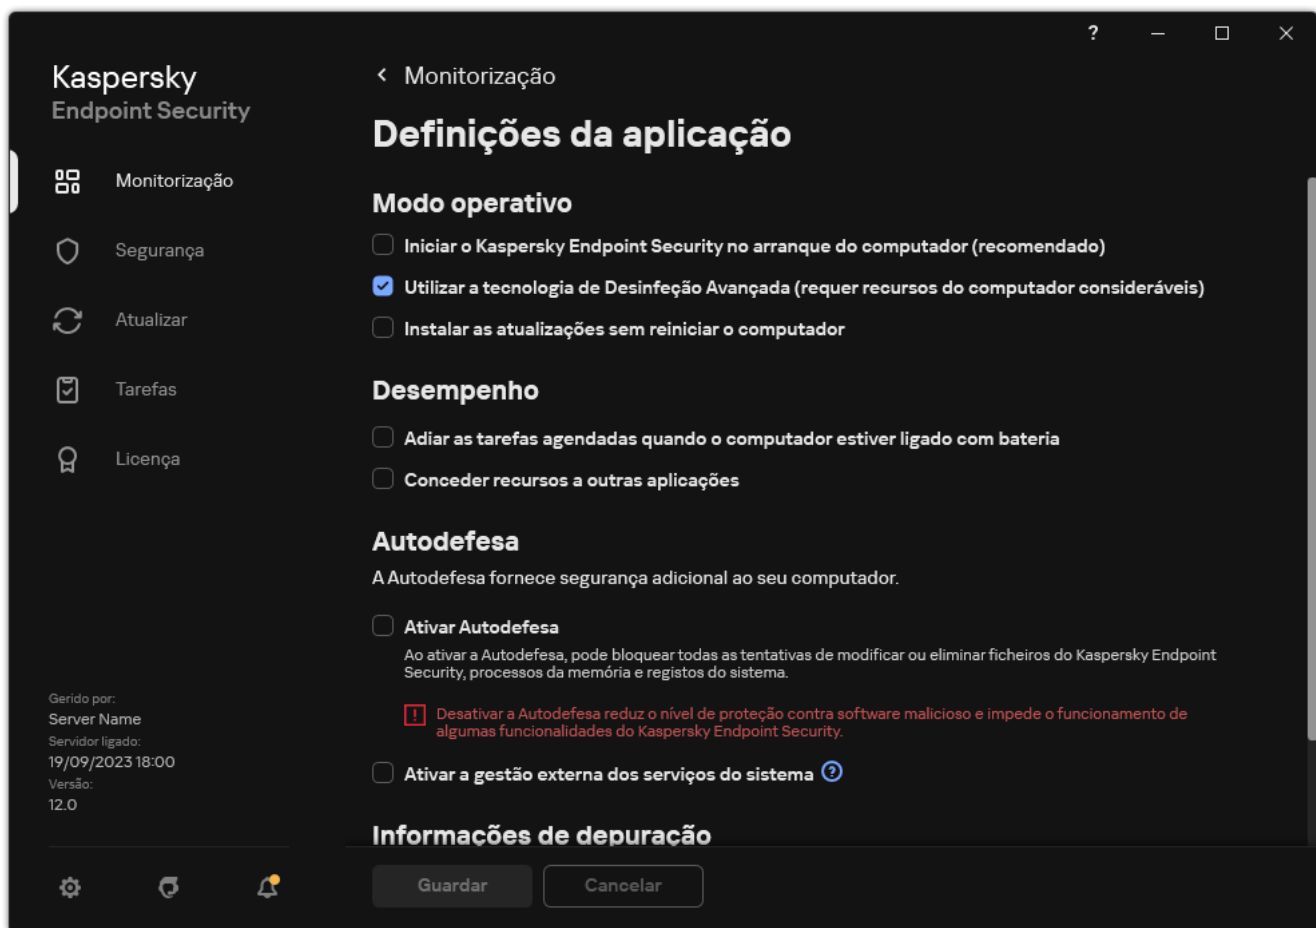 ?
Kaspersky
Endpoint Security
Monitorização
Segurança
Atualizar
Tarefas
Licença
Gerido por:
Server Name
Servidor ligado:
19/09/2023 18:00
Versão:
12.0
Monitorização
Definições da aplicação
Modo operativo
Iniciar o Kaspersky Endpoint Security no arranque do computador (recomendado)
Utilizar a tecnologia de Desinfeção Avançada (requer recursos do computador consideráveis)
Instalar as atualizações sem reiniciar o computador
Desempenho
Adiar as tarefas agendadas quando o computador estiver ligado com bateria
Conceder recursos a outras aplicações
Autodefesa
A Autodefesa fornece segurança adicional ao seu computador.
Ativar Autodefesa
Ao ativar a Autodefesa, pode bloquear todas as tentativas de modificar ou eliminar ficheiros do Kaspersky Endpoint
Security, processos da memória e registos do sistema.
Desativar a Autodefesa reduz o nível de proteção contra software malicioso e impede o funcionamento de
algumas funcionalidades do Kaspersky Endpoint Security.
Ativar a gestão externa dos serviços do sistema ?
Informações de depuração
Guardar
Cancelar